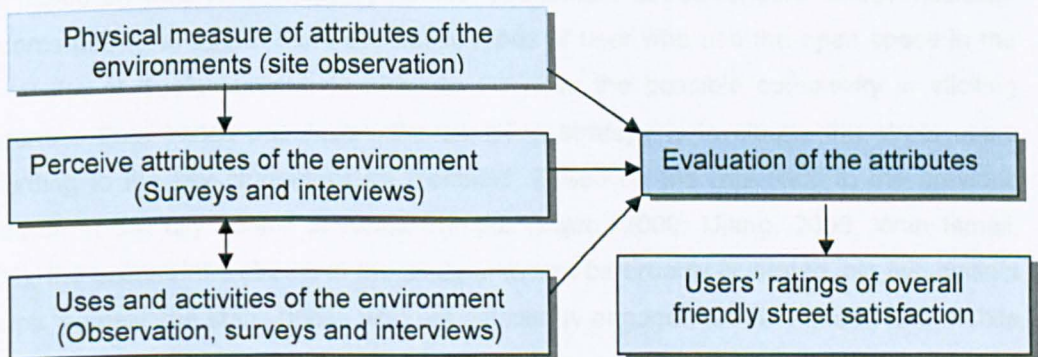 Physical measure of attributes of the
environments (site observation)
Perceive attributes of the environment
(Surveys and interviews)
Evaluation of the attributes
Uses and activities of the environment
(Observation, surveys and interviews)
Users' ratings of overall
friendly street satisfaction